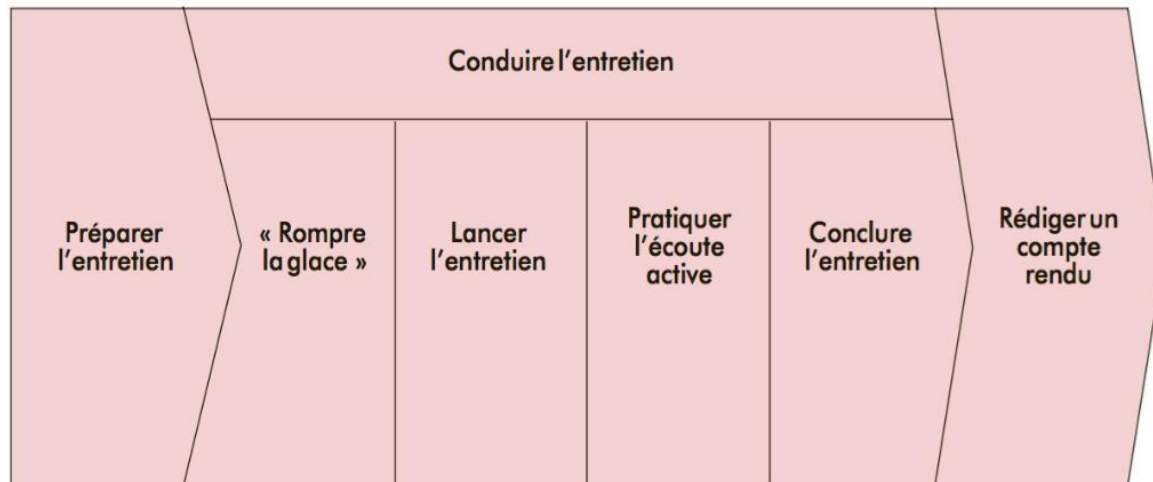 Conduire l'entretien
Préparer
l'entretien
« Rompre
la glace »
Lancer
l'entretien
Pratiquer
l'écoute
active
Conclure
l'entretien
Rédiger un
compte
rendu